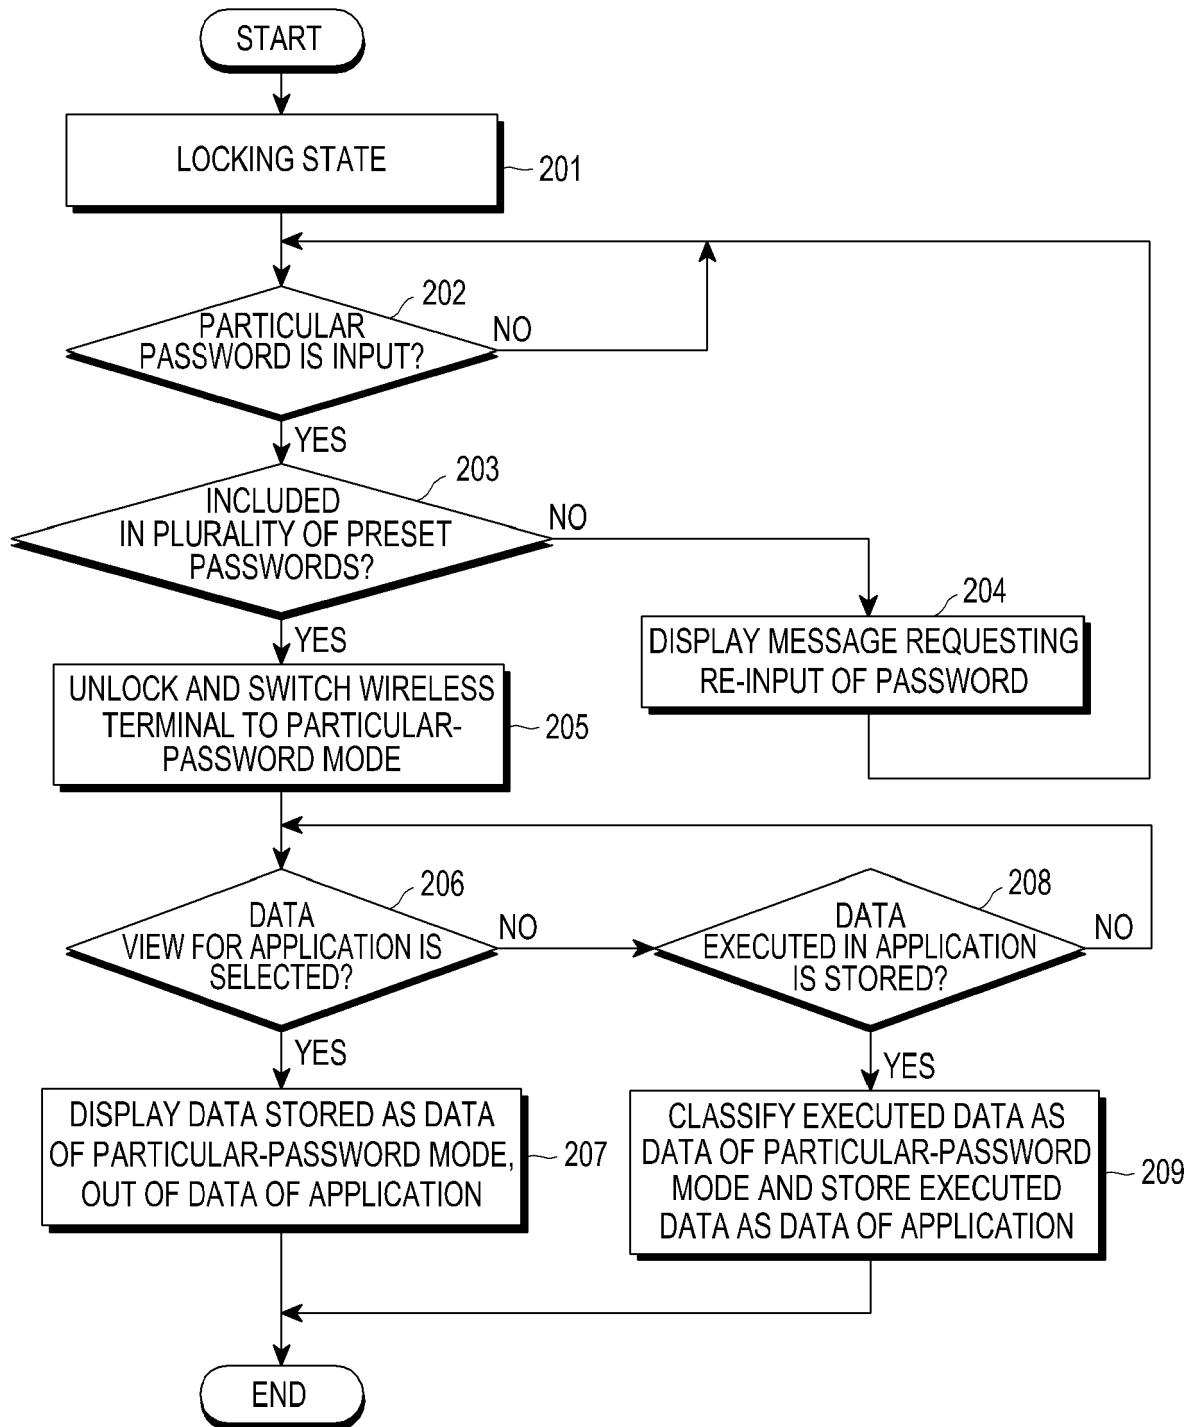 START
LOCKING STATE
201
202
PARTICULAR
PASSWORD IS INPUT?
NO
YES
203
INCLUDED
IN PLURALITY OF PRESET
PASSWORDS?
NO
YES
204
DISPLAY MESSAGE REQUESTING
RE-INPUT OF PASSWORD
UNLOCK AND SWITCH WIRELESS
TERMINAL TO PARTICULAR-
PASSWORD MODE
205
206
DATA
VIEW FOR APPLICATION IS
SELECTED?
NO
YES
208
DATA
EXECUTED IN APPLICATION
IS STORED?
NO
YES
DISPLAY DATA STORED AS DATA
OF PARTICULAR-PASSWORD MODE,
OUT OF DATA OF APPLICATION
207
CLASSIFY EXECUTED DATA AS
DATA OF PARTICULAR-PASSWORD
MODE AND STORE EXECUTED
DATA AS DATA OF APPLICATION
209
END